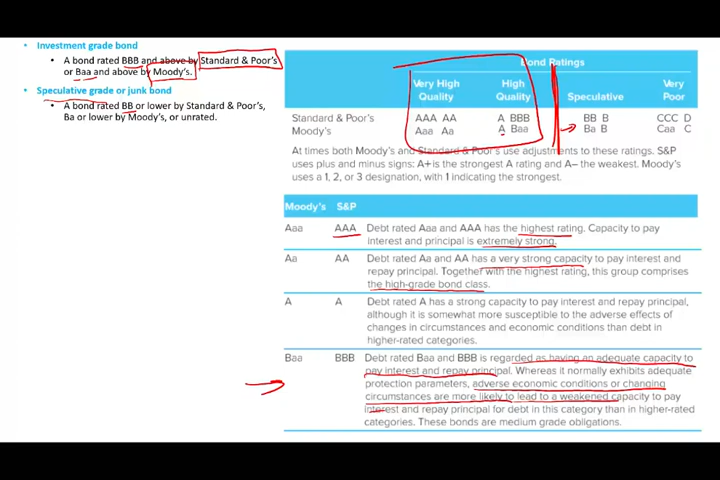 • Investment grade bond
• A bond rated BBB and above by Standard & Poor's
or Baa and above by Moody's.
• Speculative grade or junk bond
• A bond rated BB or lower by Standard & Poor's,
Ba or lower by Moody's, or unrated.
Bond Ratings
Very High Quality High Quality Speculative Very Poor
Standard & Poor's AAA AA A BBB BB B CCC D
Moody's Aaa Aa A Baa Ba B Caa C
At times both Moody's and Standard & Poor's use adjustments to these ratings. S&P
uses plus and minus signs: A+ is the strongest A rating and A− the weakest. Moody's
uses a 1, 2, or 3 designation, with 1 indicating the strongest.
Moody's S&P
Aaa AAA Debt rated Aaa and AAA has the highest rating. Capacity to pay
interest and principal is extremely strong.
Aa AA Debt rated Aa and AA has a very strong capacity to pay interest and
repay principal. Together with the highest rating, this group comprises
the high-grade bond class.
A A Debt rated A has a strong capacity to pay interest and repay principal,
although it is somewhat more susceptible to the adverse effects of
changes in circumstances and economic conditions than debt in
higher-rated categories.
Baa BBB Debt rated Baa and BBB is regarded as having an adequate capacity to
pay interest and repay principal. Whereas it normally exhibits adequate
protection parameters, adverse economic conditions or changing
circumstances are more likely to lead to a weakened capacity to pay
interest and repay principal for debt in this category than in higher-rated
categories. These bonds are medium grade obligations.